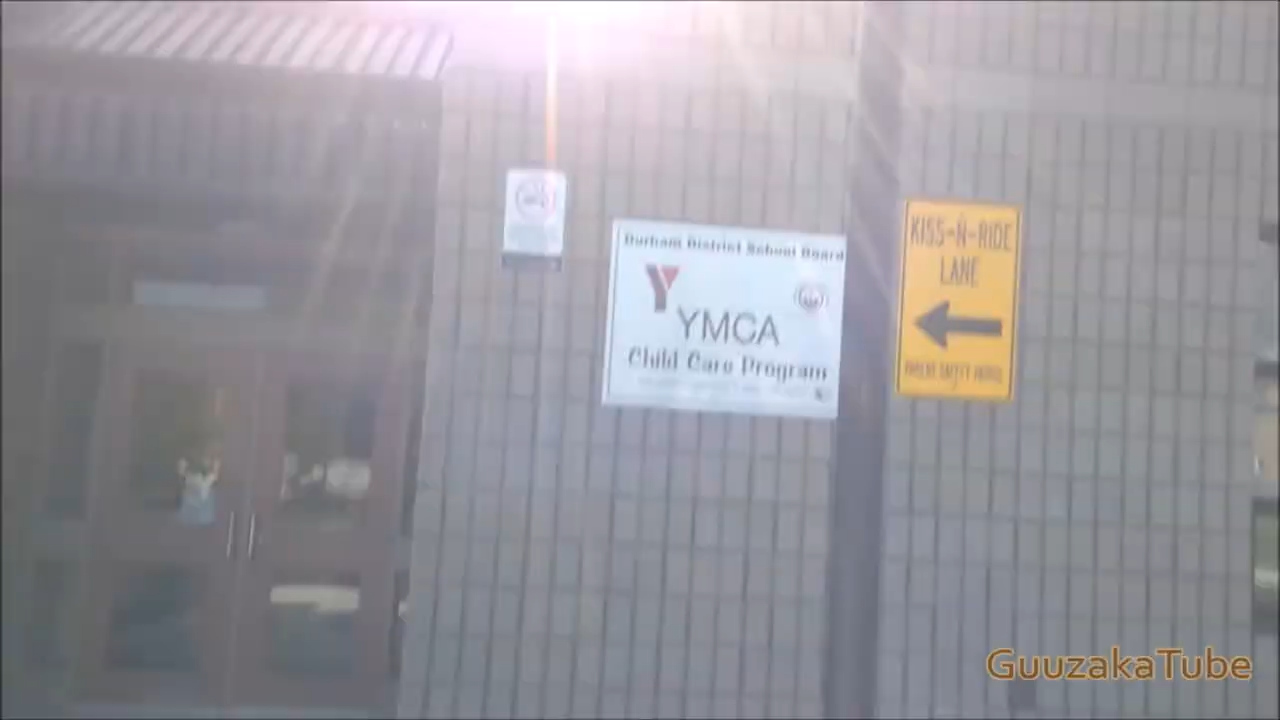 Durham District School Board
YMCA
Child Care Program
KISS-N-RIDE
LANE
GuuzakaTube